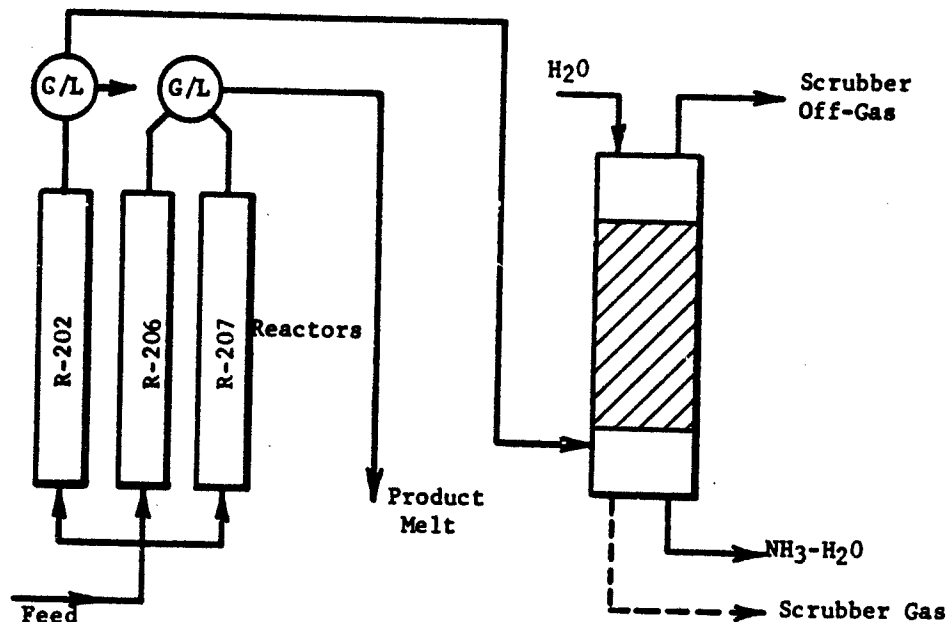 G/L
G/L
H₂O
Scrubber
Off-Gas
R-202
R-206
R-207
Reactors
Product
Melt
NH₃-H₂O
Scrubber Gas
Feed